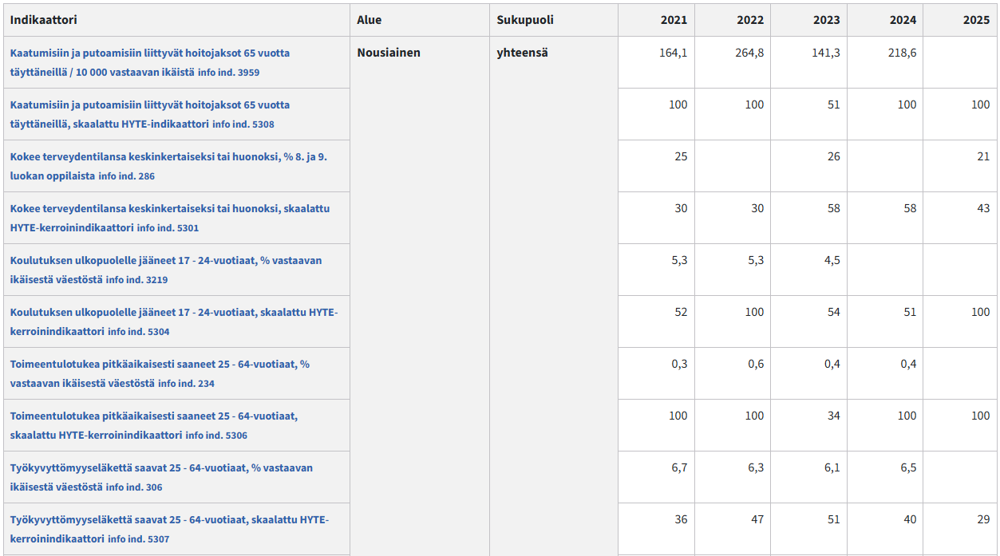 Indikaattori Alue Sukupuoli 2021 2022 2023 2024 2025
Kaatumisiin ja putoamisiin liittyvät hoitojaksot 65 vuotta Nousiainen yhteensä 164,1 264,8 141,3 218,6
täyttäneillä / 10 000 vastaavan ikäistä info ind. 3959
Kaatumisiin ja putoamisiin liittyvät hoitojaksot 65 vuotta 100 100 51 100 100
täyttäneillä, skaalattu HYTE-indikaattori info ind. 5308
Kokee terveydentilansa keskinkertaiseksi tai huonoksi, % 8. ja 9. 25 26 21
luokan oppilaista info ind. 286
Kokee terveydentilansa keskinkertaiseksi tai huonoksi, skaalattu 30 30 58 58 43
HYTE-kerroinindikaattori info ind. 5301
Koulutuksen ulkopuolelle jääneet 17 - 24-vuotiaat, % vastaavan 5,3 5,3 4,5
ikäisestä väestöstä info ind. 3219
Koulutuksen ulkopuolelle jääneet 17 - 24-vuotiaat, skaalattu HYTE- 52 100 54 51 100
kerroinindikaattori info ind. 5304
Toimeentulotukea pitkäaikaisesti saaneet 25 - 64-vuotiaat, % 0,3 0,6 0,4 0,4
vastaavan ikäisestä väestöstä info ind. 234
Toimeentulotukea pitkäaikaisesti saaneet 25 - 64-vuotiaat, 100 100 34 100 100
skaalattu HYTE-kerroinindikaattori info ind. 5306
Työkyvyttömyyseläkettä saavat 25 - 64-vuotiaat, % vastaavan 6,7 6,3 6,1 6,5
ikäisestä väestöstä info ind. 306
Työkyvyttömyyseläkettä saavat 25 - 64-vuotiaat, skaalattu HYTE- 36 47 51 40 29
kerroinindikaattori info ind. 5307